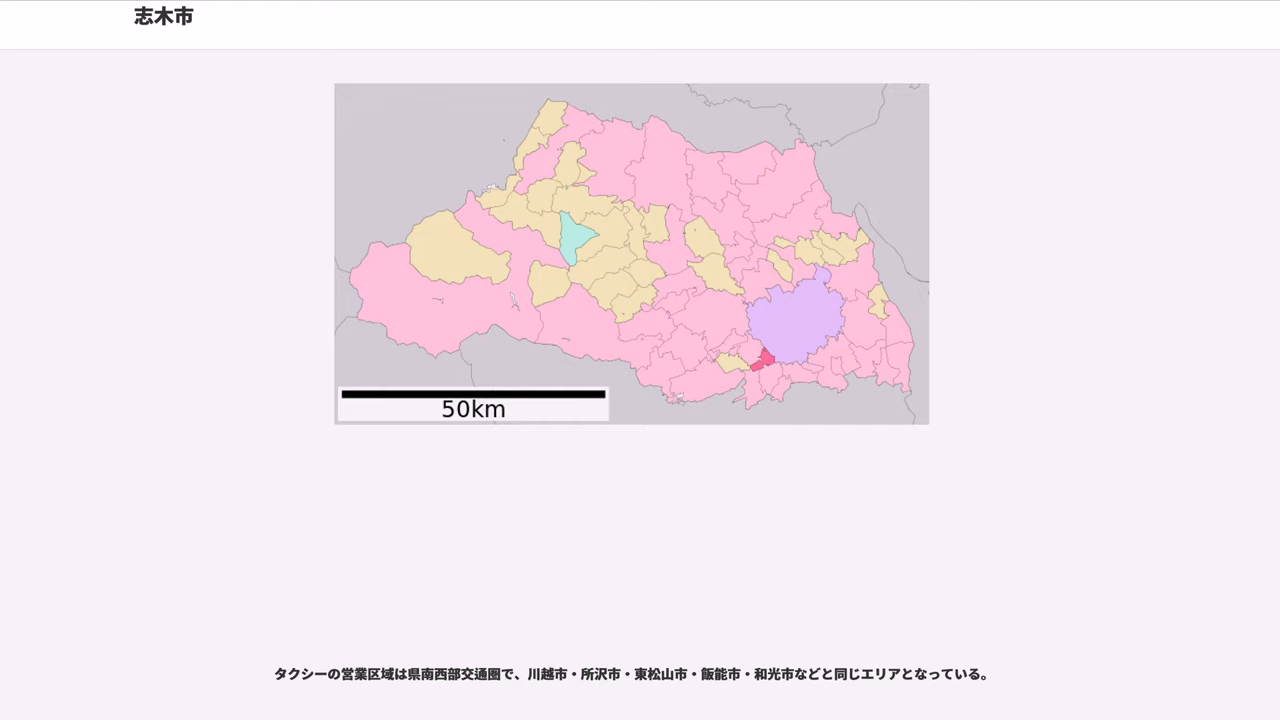 志木市
50km
タクシーの営業区域は県南西部交通圏で、川越市・所沢市・東松山市・飯能市・和光市などと同じエリアとなっている。